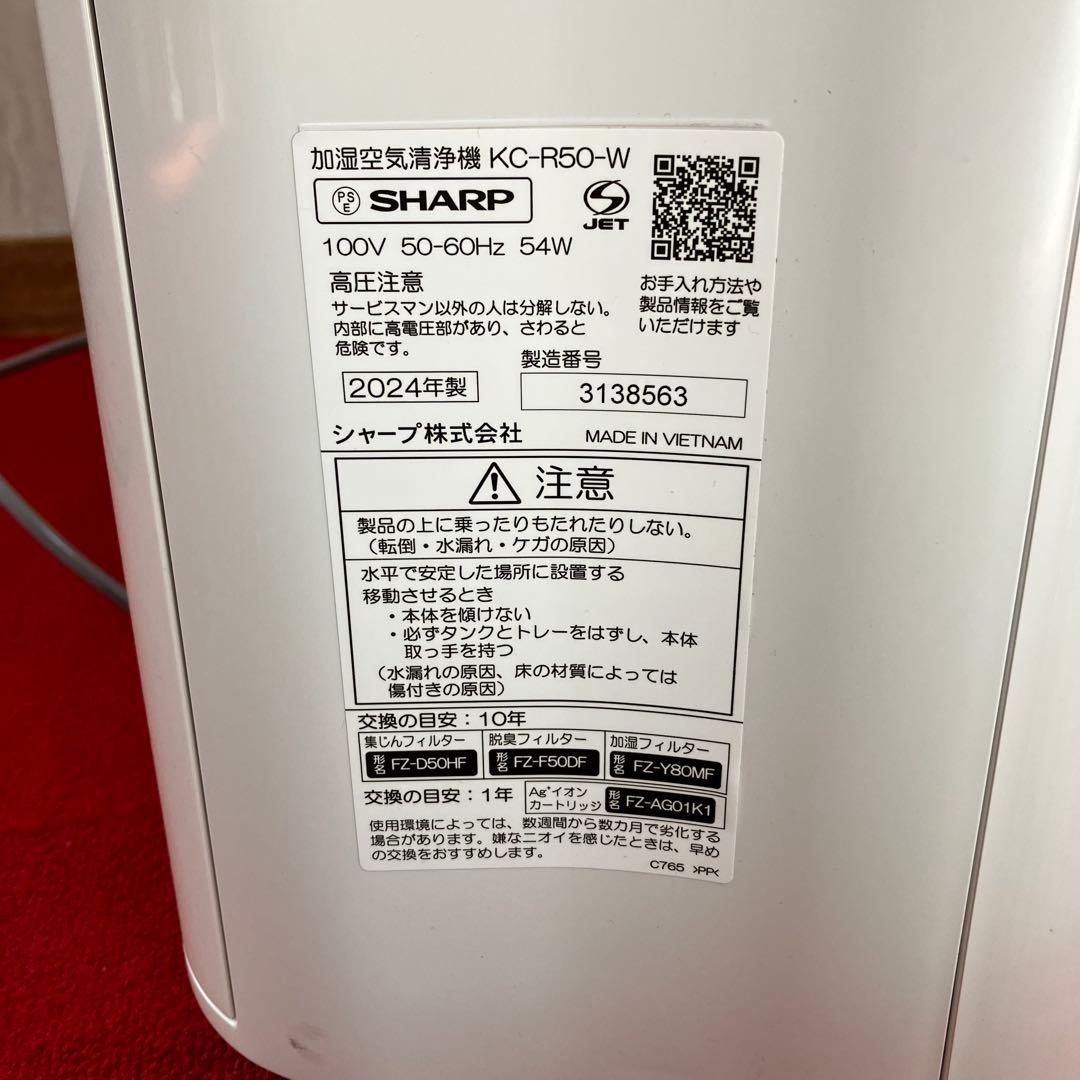 加湿空気清浄機 KC-R50-W
PSE SHARP
JET
100V 50-60Hz 54W
高圧注意
サービスマン以外の人は分解しない。
内部に高電圧部があり、さわると
危険です。
お手入れ方法や
製品情報をご覧
いただけます
製造番号
2024年製
3138563
シャープ株式会社
MADE IN VIETNAM
注意
製品の上に乗ったりもたれたりしない。
（転倒・水漏れ・ケガの原因）
水平で安定した場所に設置する
移動させるとき
・本体を傾けない
・必ずタンクとトレーをはずし、本体
取っ手を持つ
（水漏れの原因、床の材質によっては
傷付きの原因）
交換の目安：10年
集じんフィルター
形名 FZ-D50HF
脱臭フィルター
形名 FZ-F50DF
加湿フィルター
形名 FZ-Y80MF
交換の目安：1年
Ag⁺イオン
カートリッジ
形名 FZ-AG01K1
使用環境によっては、数週間から数カ月で劣化する
場合があります。嫌なニオイを感じたときは、早め
の交換をおすすめします。
C765 >PP<